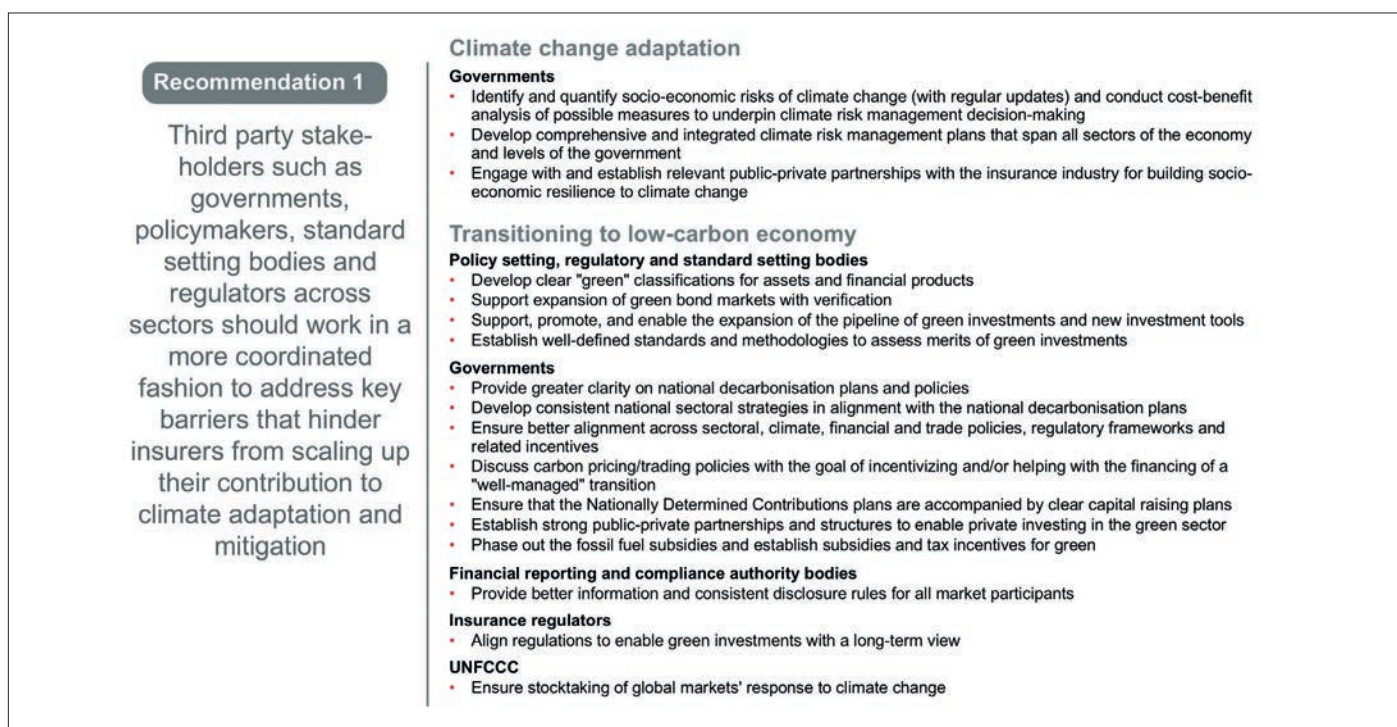 Recommendation 1
Third party stake-
holders such as
governments,
policymakers, standard
setting bodies and
regulators across
sectors should work in a
more coordinated
fashion to address key
barriers that hinder
insurers from scaling up
their contribution to
climate adaptation and
mitigation
Climate change adaptation
Governments
• Identify and quantify socio-economic risks of climate change (with regular updates) and conduct cost-benefit
analysis of possible measures to underpin climate risk management decision-making
• Develop comprehensive and integrated climate risk management plans that span all sectors of the economy
and levels of the government
• Engage with and establish relevant public-private partnerships with the insurance industry for building socio-
economic resilience to climate change
Transitioning to low-carbon economy
Policy setting, regulatory and standard setting bodies
• Develop clear "green" classifications for assets and financial products
• Support expansion of green bond markets with verification
• Support, promote, and enable the expansion of the pipeline of green investments and new investment tools
• Establish well-defined standards and methodologies to assess merits of green investments
Governments
• Provide greater clarity on national decarbonisation plans and policies
• Develop consistent national sectoral strategies in alignment with the national decarbonisation plans
• Ensure better alignment across sectoral, climate, financial and trade policies, regulatory frameworks and
related incentives
• Discuss carbon pricing/trading policies with the goal of incentivizing and/or helping with the financing of a
"well-managed" transition
• Ensure that the Nationally Determined Contributions plans are accompanied by clear capital raising plans
• Establish strong public-private partnerships and structures to enable private investing in the green sector
• Phase out the fossil fuel subsidies and establish subsidies and tax incentives for green
Financial reporting and compliance authority bodies
• Provide better information and consistent disclosure rules for all market participants
Insurance regulators
• Align regulations to enable green investments with a long-term view
UNFCCC
• Ensure stocktaking of global markets' response to climate change